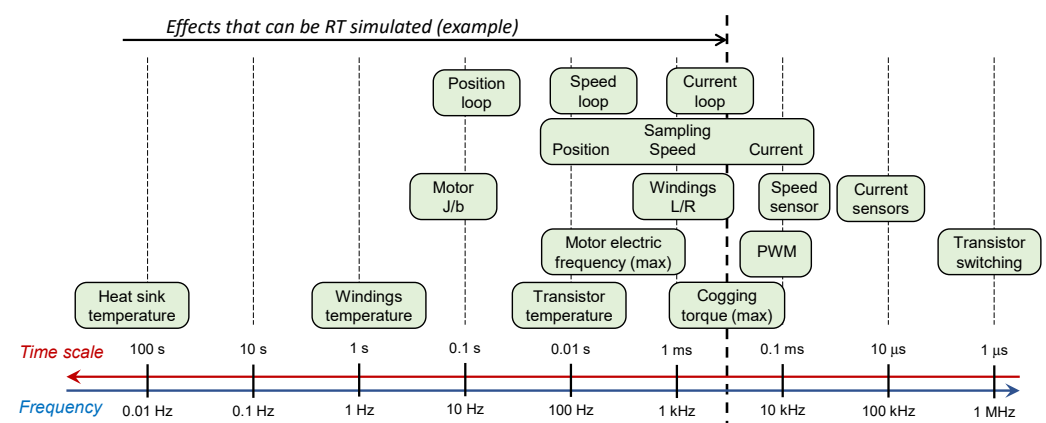 Effects that can be RT simulated (example)
Position
loop
Speed
loop
Current
loop
Sampling
Position Speed Current
Motor
J/b
Windings
L/R
Speed
sensor
Current
sensors
Motor electric
frequency (max)
PWM
Transistor
switching
Heat sink
temperature
Windings
temperature
Transistor
temperature
Cogging
torque (max)
Time scale 100 s 10 s 1 s 0.1 s 0.01 s 1 ms 0.1 ms 10 μs 1 μs
Frequency 0.01 Hz 0.1 Hz 1 Hz 10 Hz 100 Hz 1 kHz 10 kHz 100 kHz 1 MHz